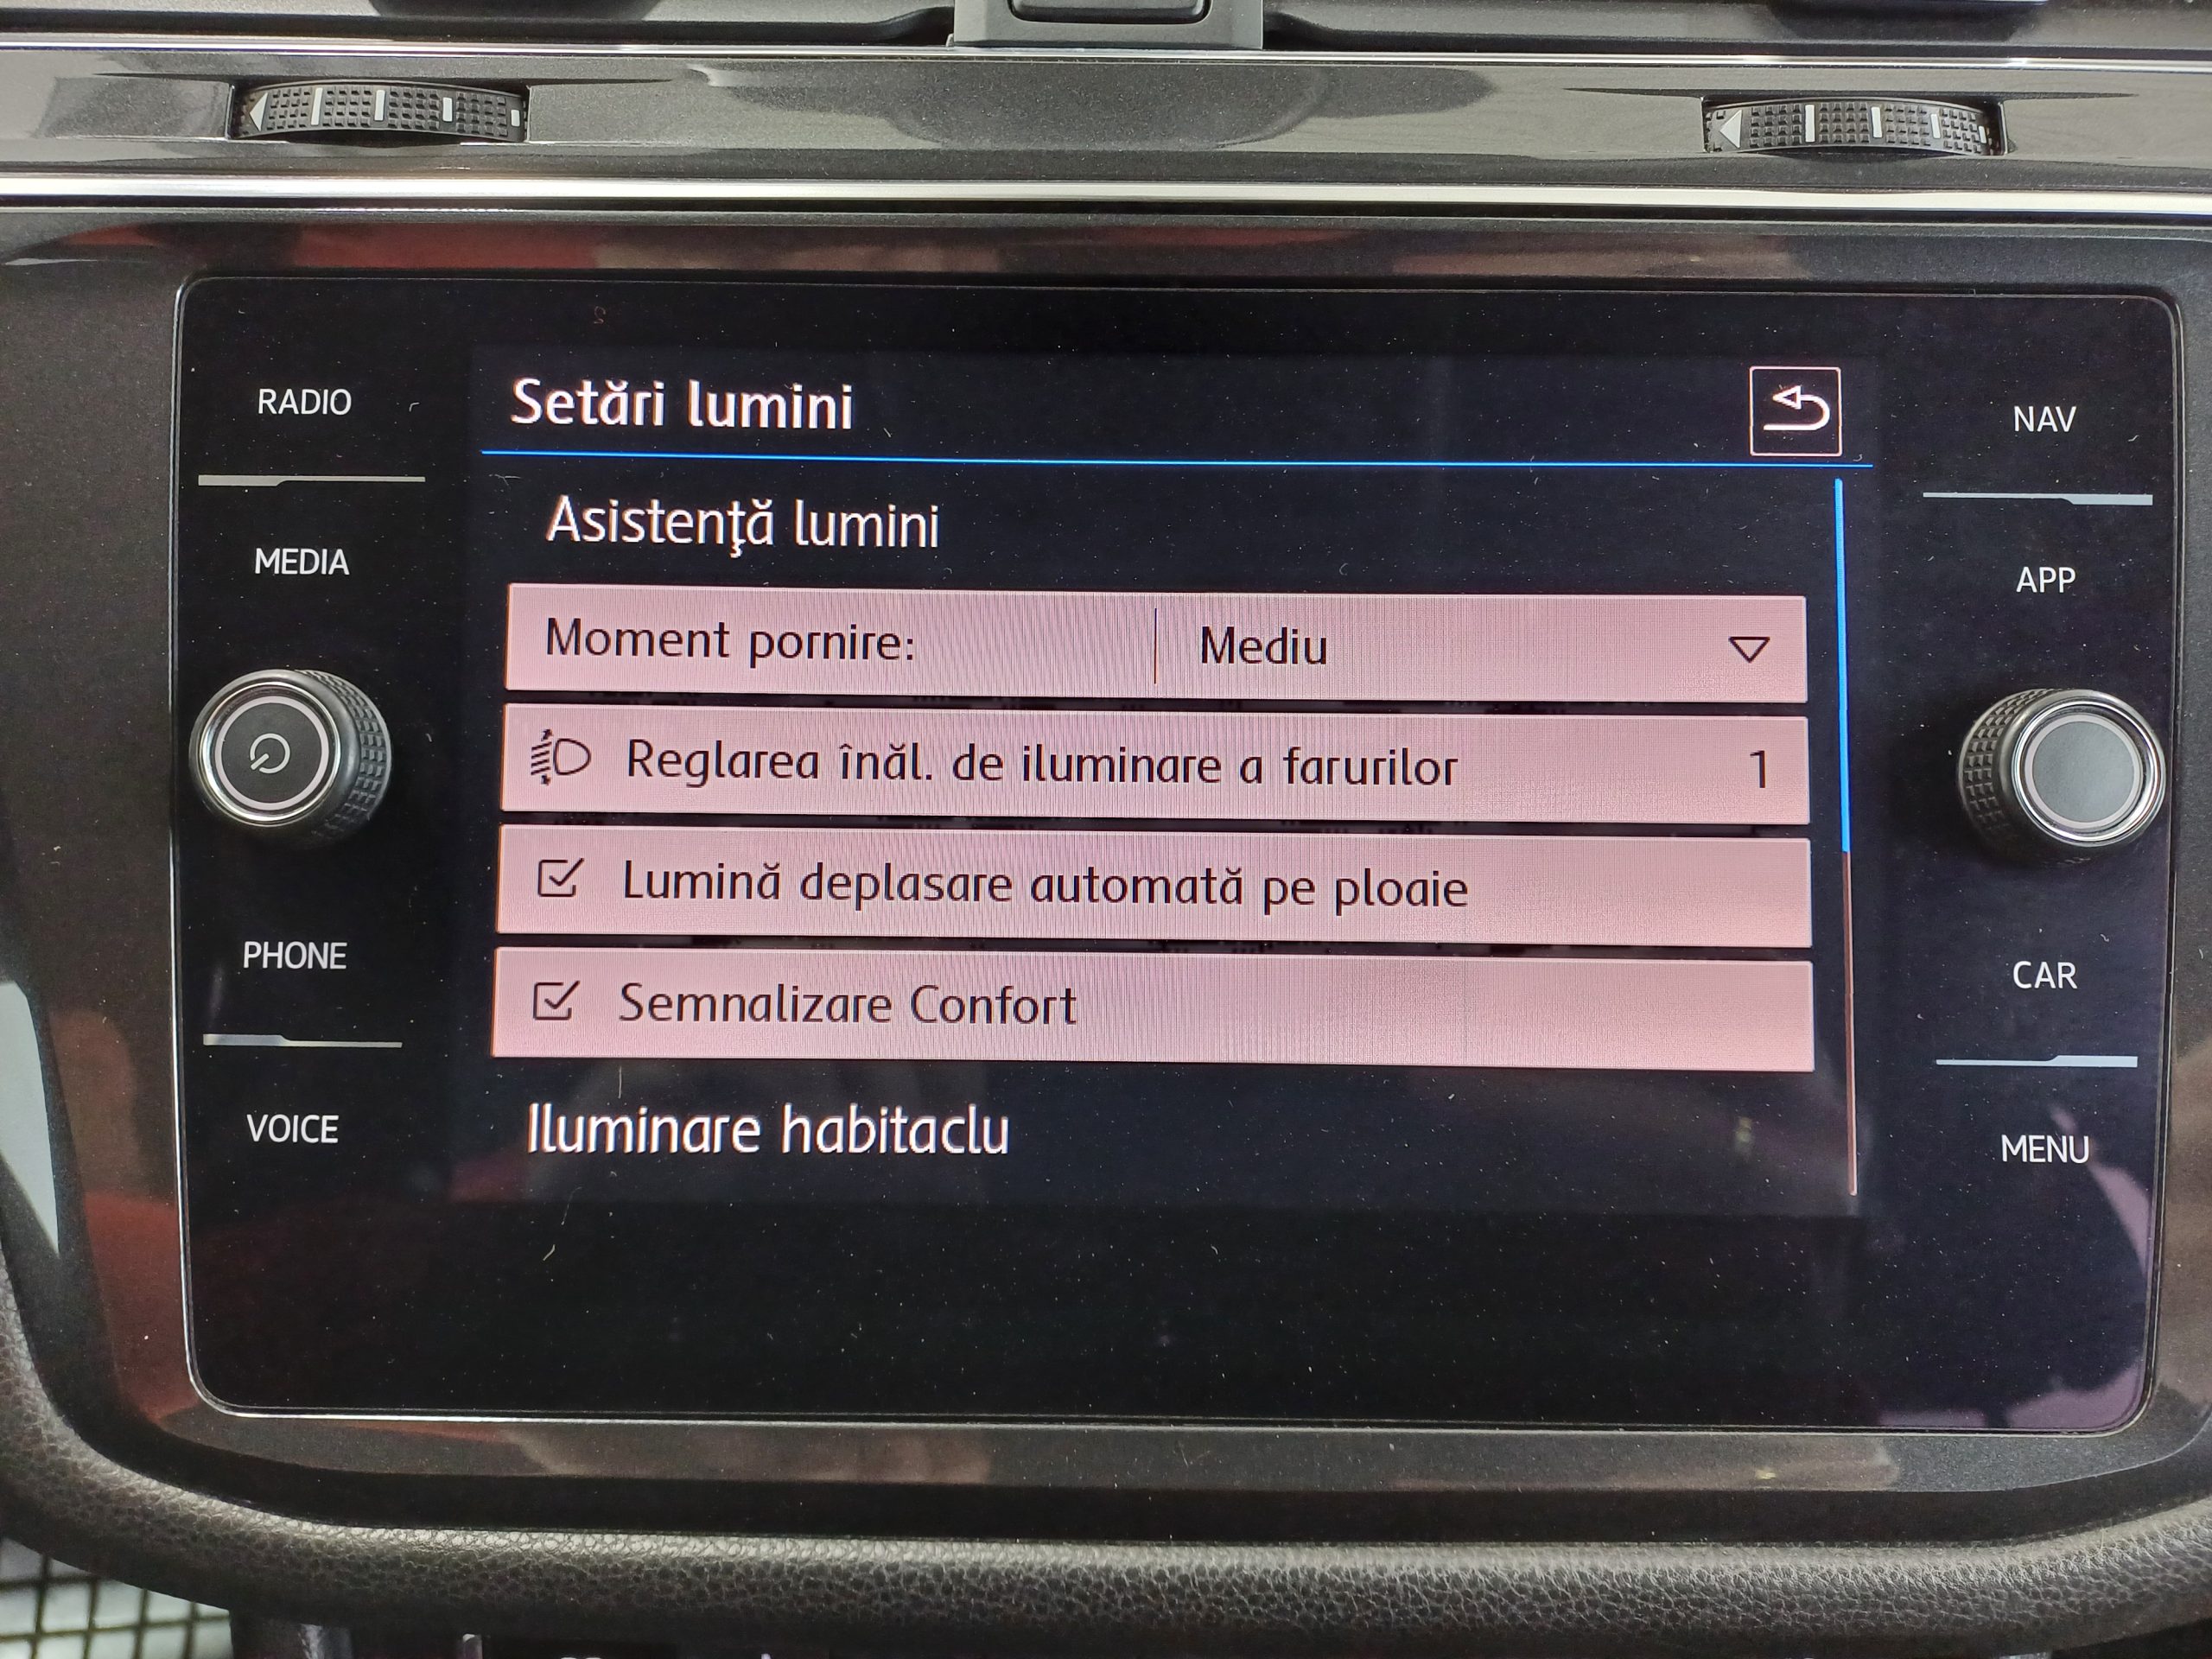 RADIO
MEDIA
PHONE
VOICE
Setări lumini
Asistenţă lumini
Moment pornire: Mediu
Reglarea înăl. de iluminare a farurilor 1
Lumină deplasare automată pe ploaie
Semnalizare Confort
Iluminare habitaclu
NAV
APP
CAR
MENU